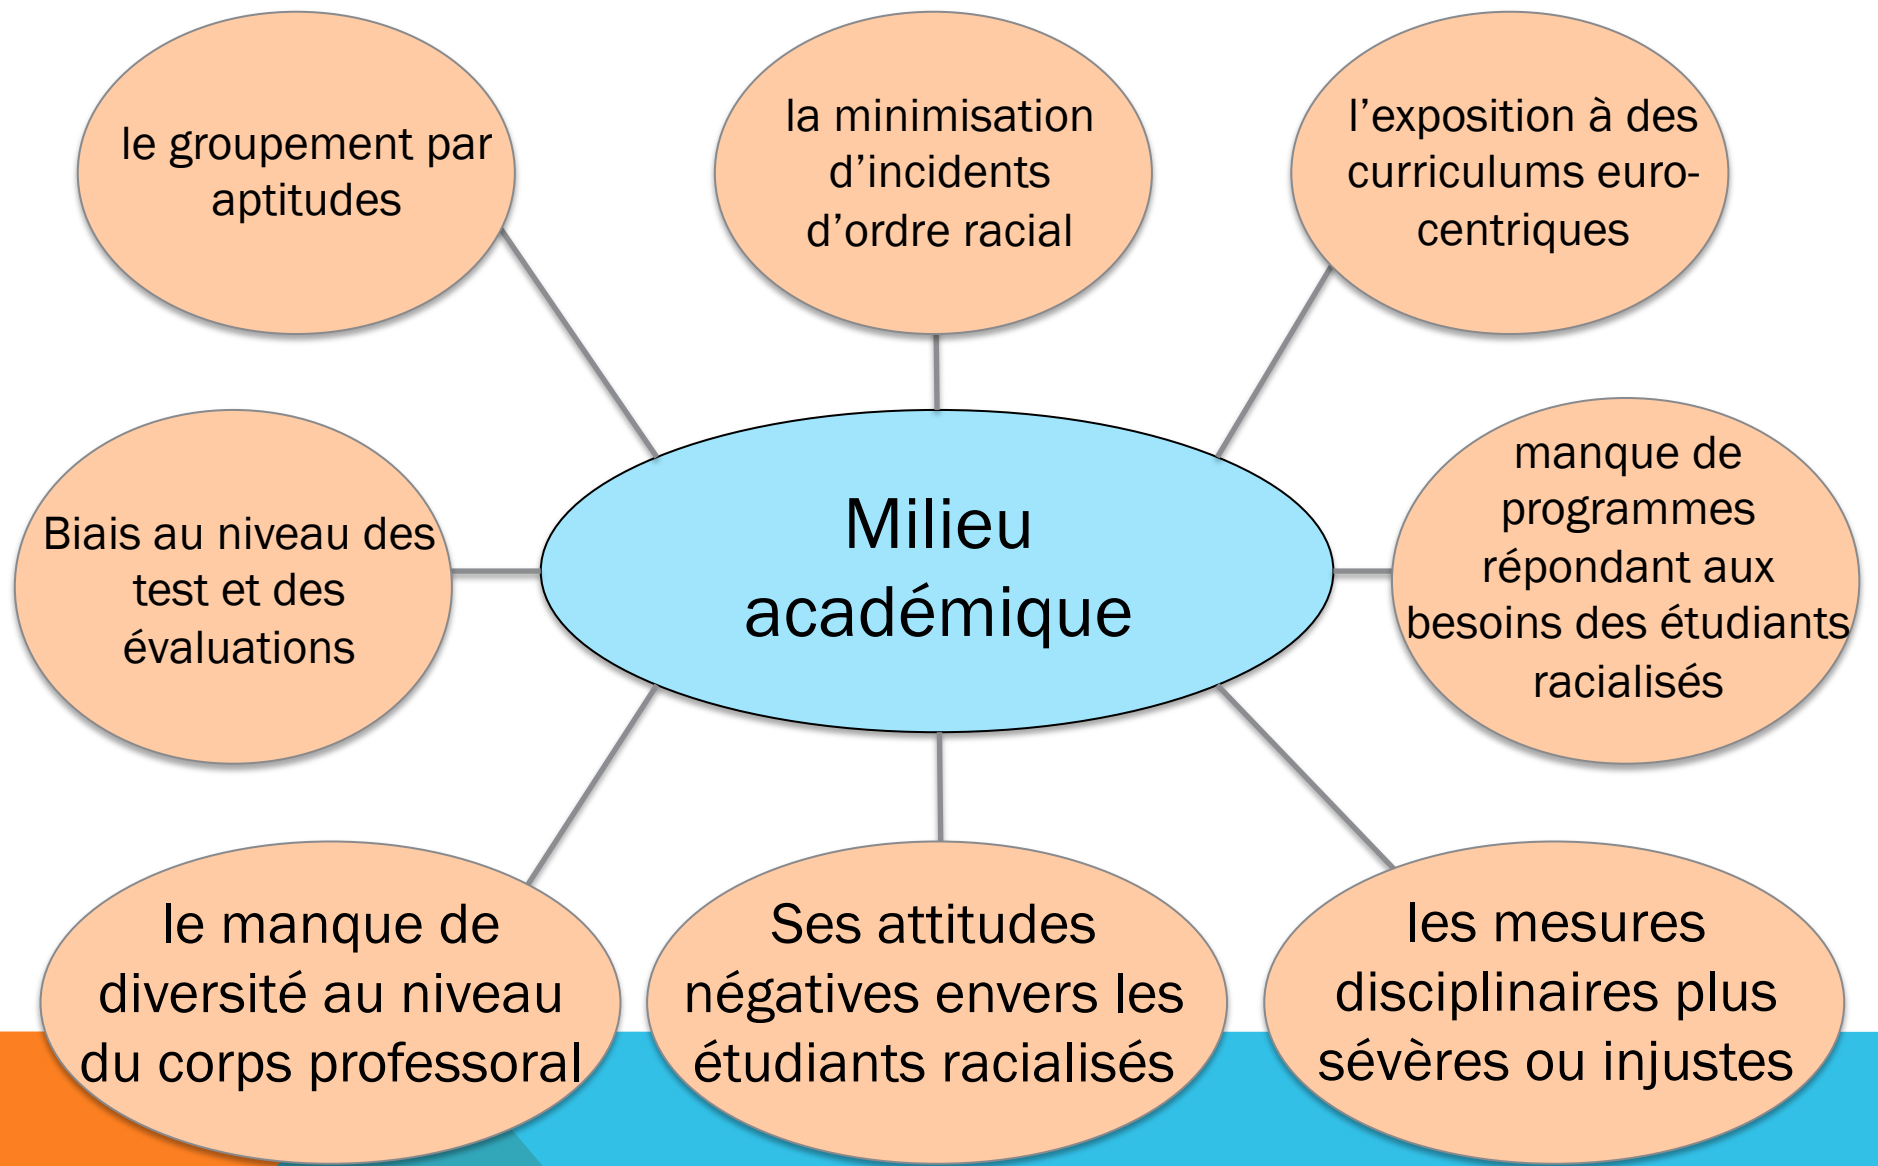 le groupement par
aptitudes
la minimisation
d’incidents
d’ordre racial
l’exposition à des
curriculums euro-
centriques
Biais au niveau des
test et des
évaluations
Milieu
académique
manque de
programmes
répondant aux
besoins des étudiants
racialisés
le manque de
diversité au niveau
du corps professoral
Ses attitudes
négatives envers les
étudiants racialisés
les mesures
disciplinaires plus
sévères ou injustes